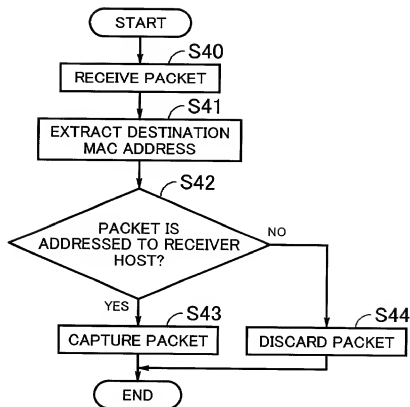 START
S40
RECEIVE PACKET
S41
EXTRACT DESTINATION
MAC ADDRESS
S42
PACKET IS
ADDRESSED TO RECEIVER
HOST?
NO
YES
S43
CAPTURE PACKET
S44
DISCARD PACKET
END